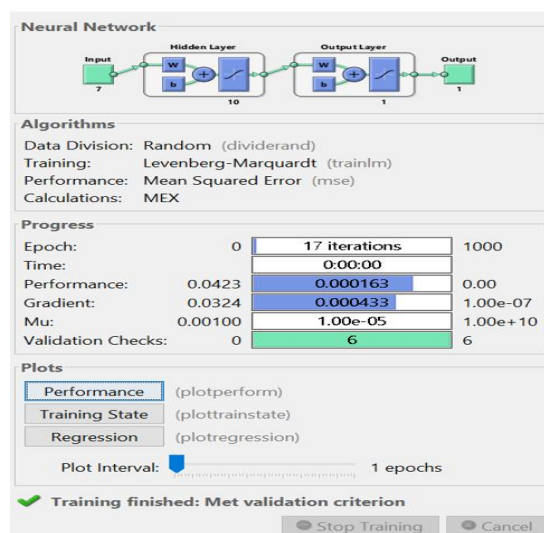 Neural Network
Hidden Layer Output Layer
Input Output
W W
b b
7 10 1 1
Algorithms
Data Division: Random (dividerand)
Training: Levenberg-Marquardt (trainlm)
Performance: Mean Squared Error (mse)
Calculations: MEX
Progress
Epoch: 0 17 iterations 1000
Time: 0:00:00
Performance: 0.0423 0.000163 0.00
Gradient: 0.0324 0.000433 1.00e-07
Mu: 0.00100 1.00e-05 1.00e+10
Validation Checks: 0 6 6
Plots
Performance (plotperform)
Training State (plottrainstate)
Regression (plotregression)
Plot Interval: 1 epochs
Training finished: Met validation criterion
Stop Training Cancel